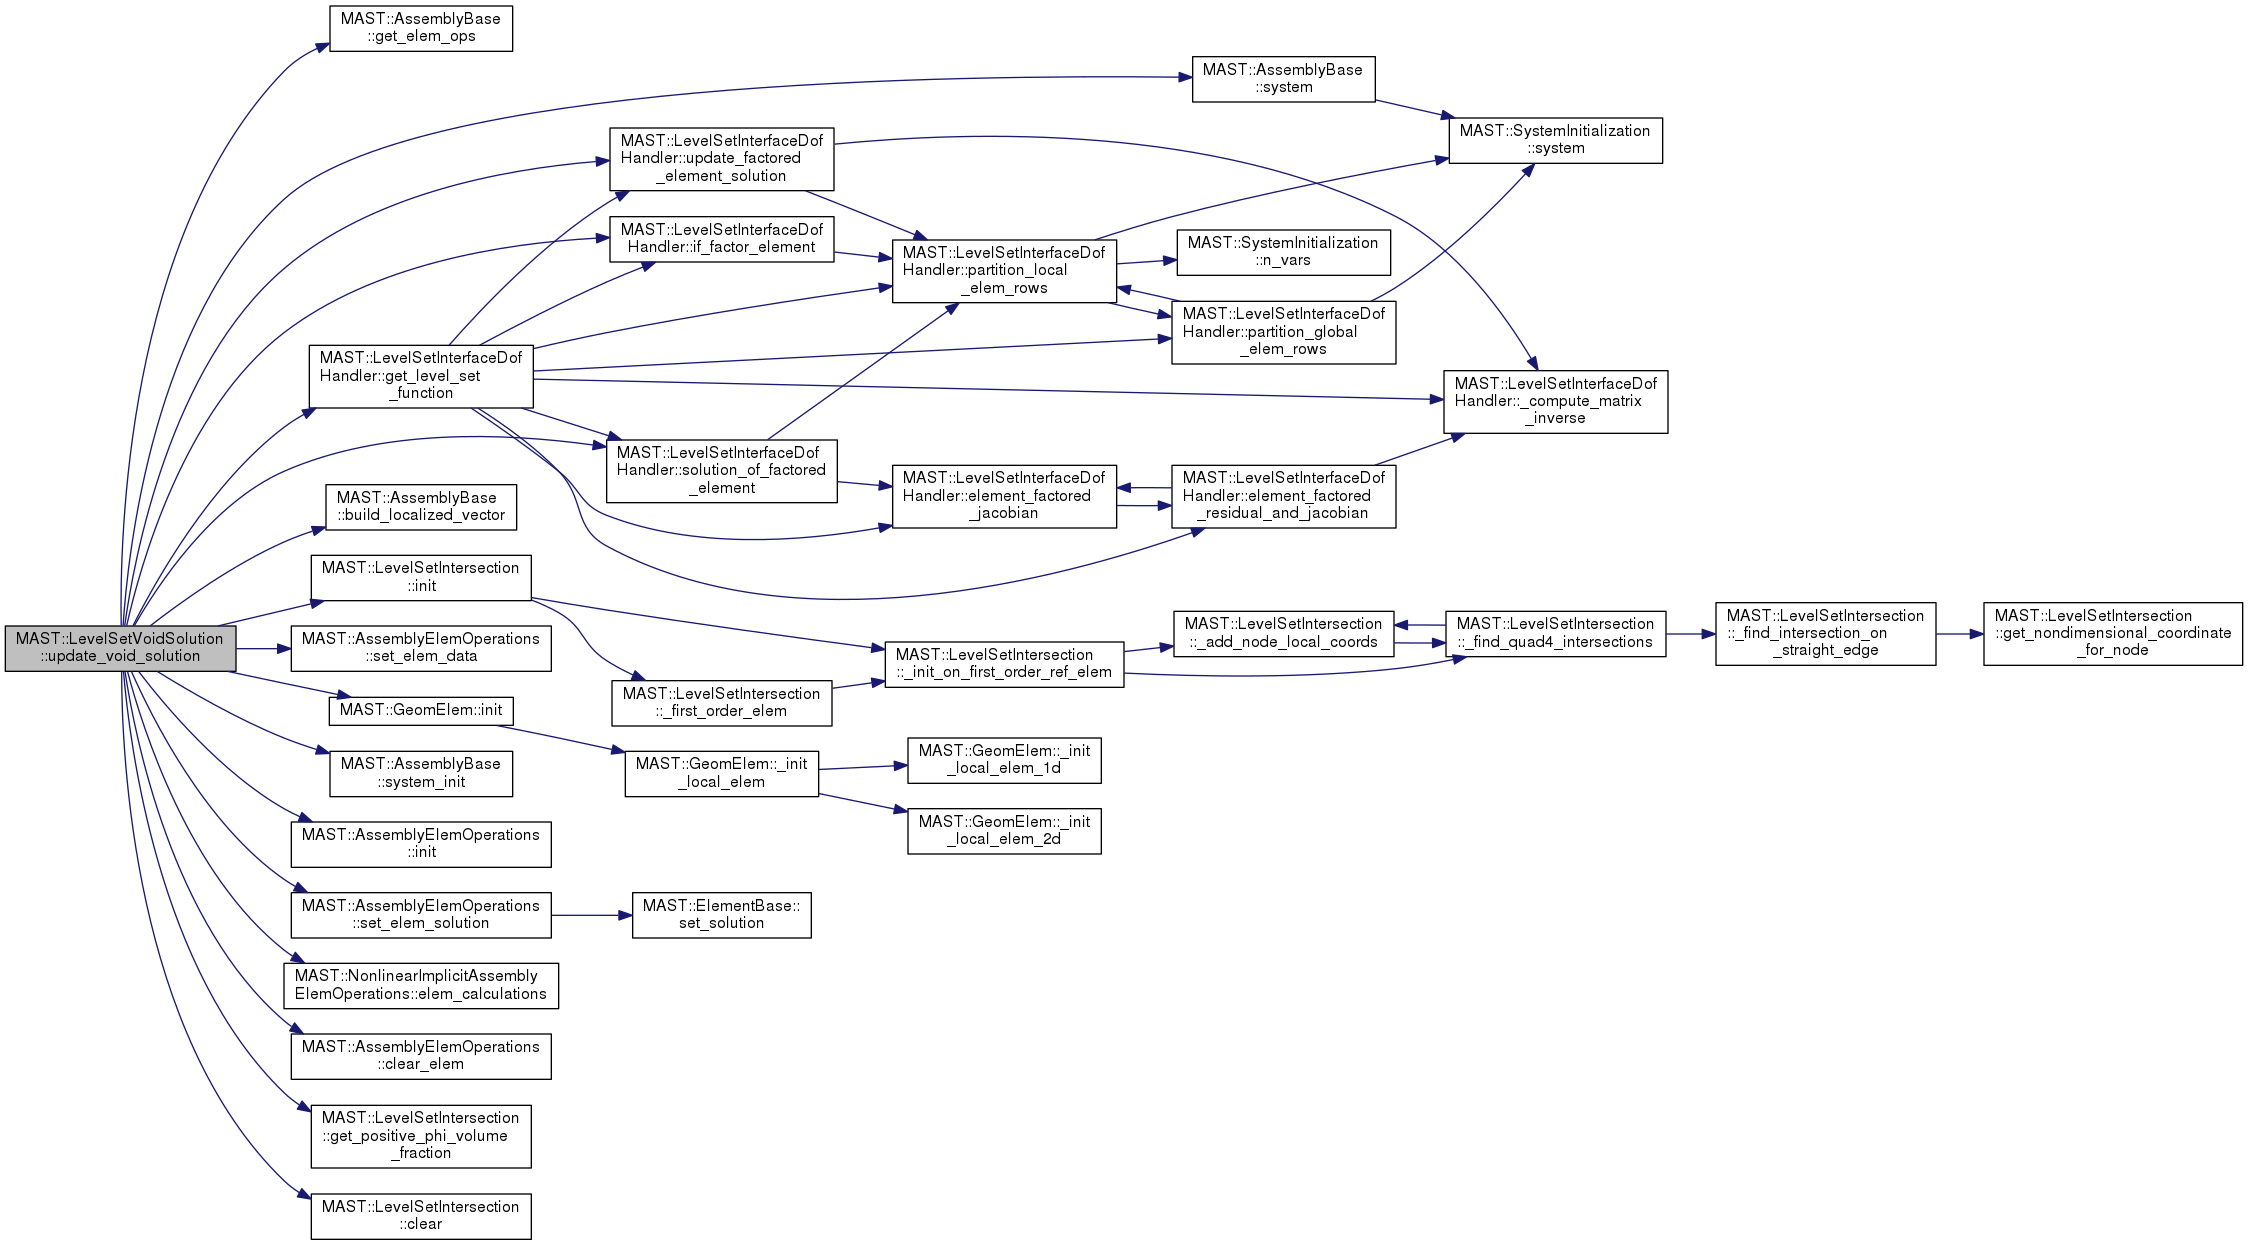 MAST::AssemblyBase
::get_elem_ops
MAST::AssemblyBase
::system
MAST::SystemInitialization
::system
MAST::LevelSetInterfaceDof
Handler::update_factored
_element_solution
MAST::LevelSetInterfaceDof
Handler::if_factor_element
MAST::LevelSetInterfaceDof
Handler::partition_local
_elem_rows
MAST::SystemInitialization
::n_vars
MAST::LevelSetInterfaceDof
Handler::partition_global
_elem_rows
MAST::LevelSetInterfaceDof
Handler::get_level_set
_function
MAST::LevelSetInterfaceDof
Handler::_compute_matrix
_inverse
MAST::LevelSetInterfaceDof
Handler::solution_of_factored
_element
MAST::LevelSetInterfaceDof
Handler::element_factored
_jacobian
MAST::LevelSetInterfaceDof
Handler::element_factored
_residual_and_jacobian
MAST::AssemblyBase
::build_localized_vector
MAST::LevelSetIntersection
::init
MAST::LevelSetVoidSolution
::update_void_solution
MAST::AssemblyElemOperations
::set_elem_data
MAST::LevelSetIntersection
::_init_on_first_order_ref_elem
MAST::LevelSetIntersection
::_add_node_local_coords
MAST::LevelSetIntersection
::_find_quad4_intersections
MAST::LevelSetIntersection
::_find_intersection_on
_straight_edge
MAST::LevelSetIntersection
::get_nondimensional_coordinate
_for_node
MAST::LevelSetIntersection
::_first_order_elem
MAST::GeomElem::init
MAST::AssemblyBase
::system_init
MAST::GeomElem::_init
_local_elem
MAST::GeomElem::_init
_local_elem_1d
MAST::GeomElem::_init
_local_elem_2d
MAST::AssemblyElemOperations
::init
MAST::AssemblyElemOperations
::set_elem_solution
MAST::ElementBase::
set_solution
MAST::NonlinearImplicitAssembly
ElemOperations::elem_calculations
MAST::AssemblyElemOperations
::clear_elem
MAST::LevelSetIntersection
::get_positive_phi_volume
_fraction
MAST::LevelSetIntersection
::clear